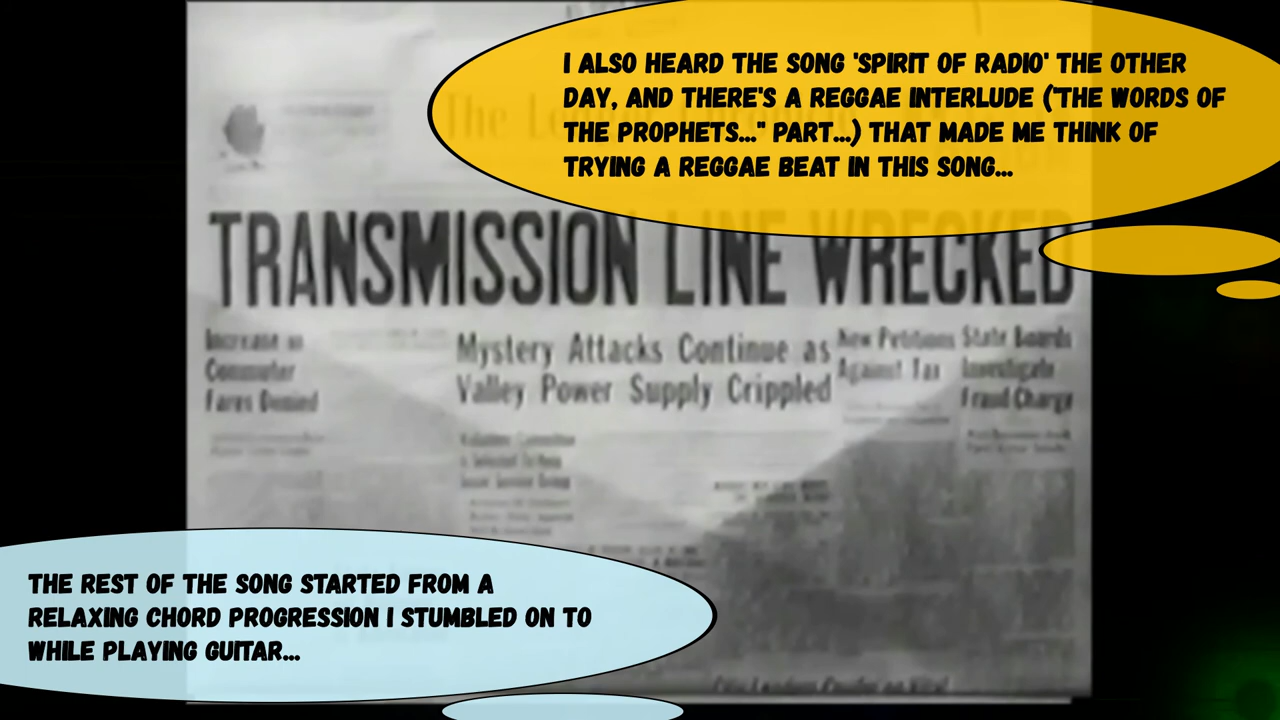 I ALSO HEARD THE SONG 'SPIRIT OF RADIO' THE OTHER
DAY, AND THERE'S A REGGAE INTERLUDE ("THE WORDS OF
THE PROPHETS..." PART...) THAT MADE ME THINK OF
TRYING A REGGAE BEAT IN THIS SONG...
The
TRANSMISSION LINE WRECKED
Increase in
Commuter
Fares Denied
Mystery Attacks Continue as
Valley Power Supply Crippled
New Petitions
Against Tax
State Boards
Investigate
Fraud Charge
THE REST OF THE SONG STARTED FROM A
RELAXING CHORD PROGRESSION I STUMBLED ON TO
WHILE PLAYING GUITAR...